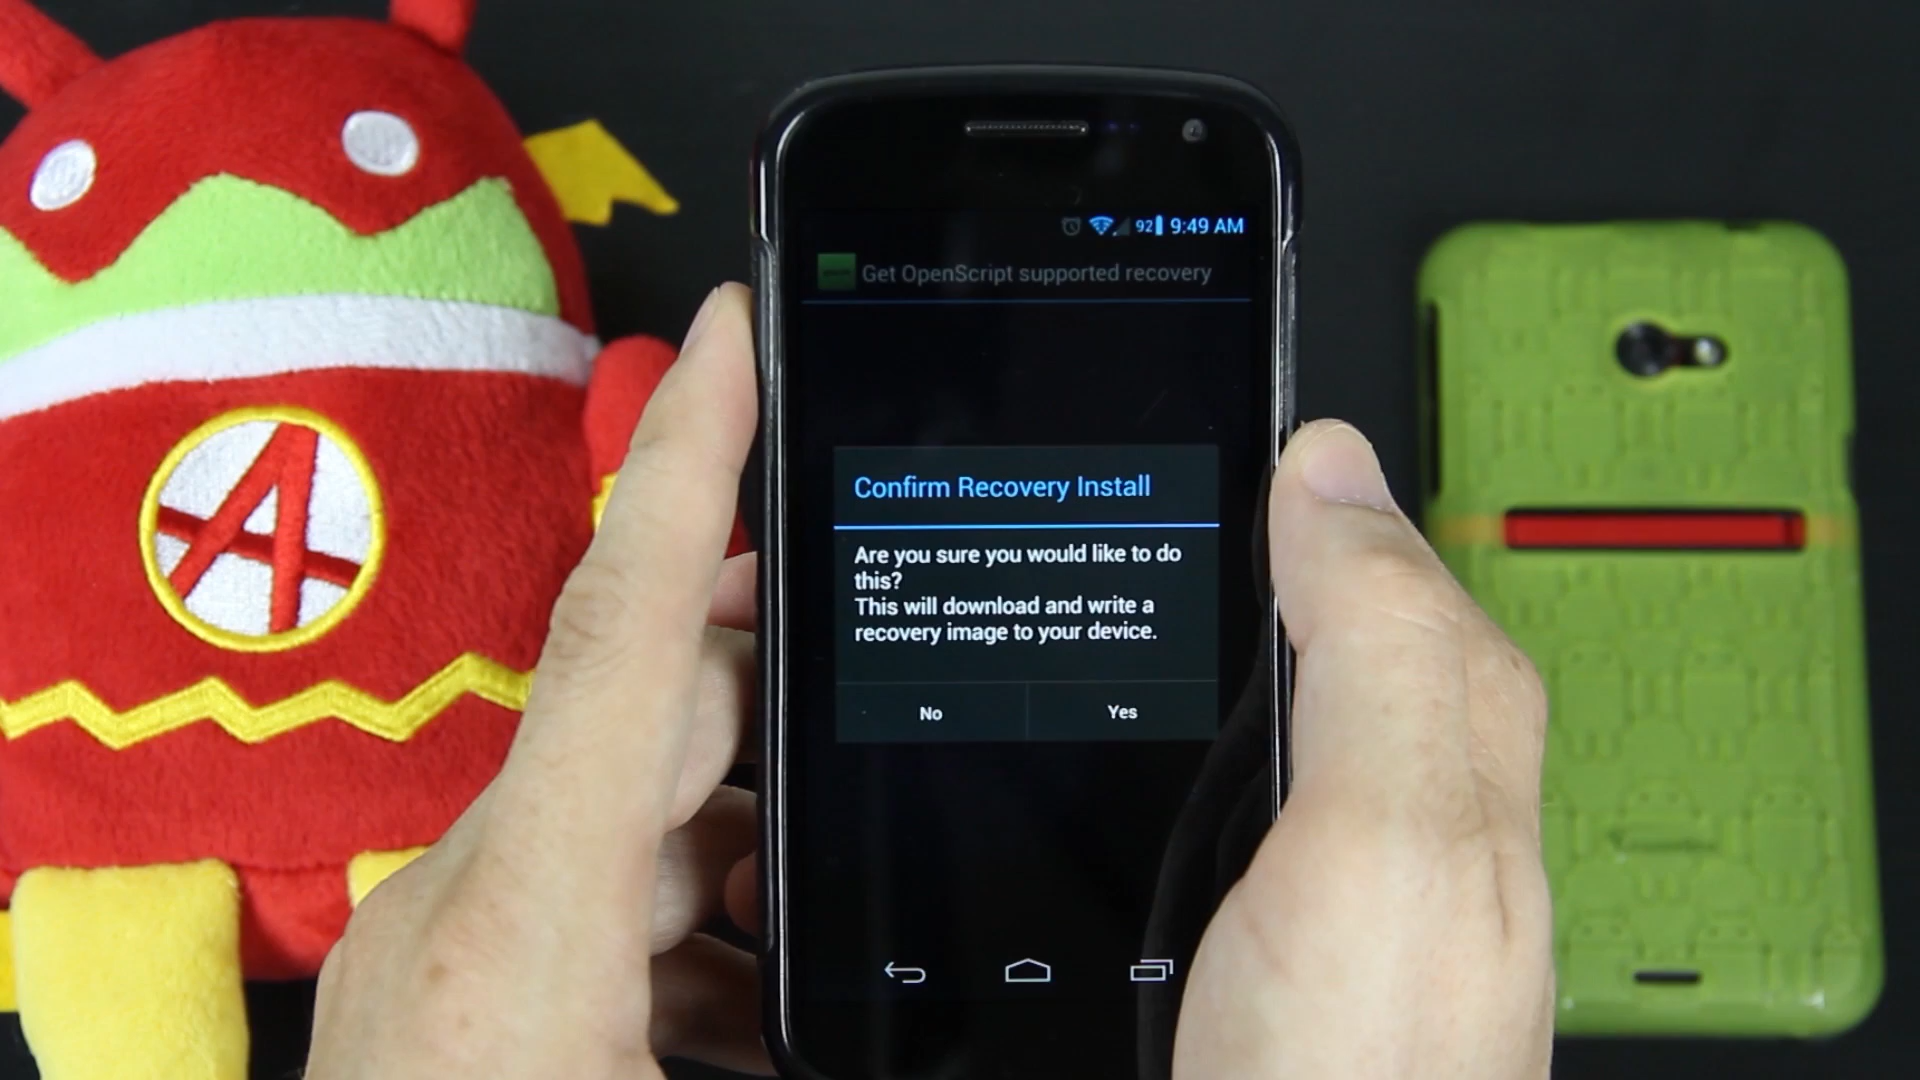 92 9:49 AM
Get OpenScript supported recovery
Confirm Recovery Install
Are you sure you would like to do
this?
This will download and write a
recovery image to your device.
No Yes
A